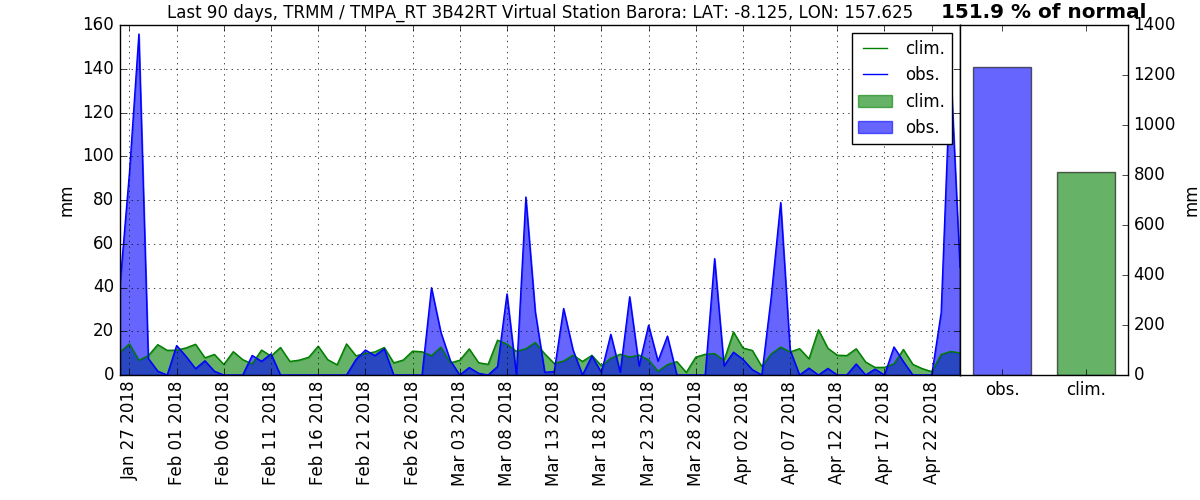 Last 90 days, TRMM / TMPA_RT 3B42RT Virtual Station Barora: LAT: -8.125, LON: 157.625
151.9 % of normal
160
140
120
100
80
60
40
20
0
mm
clim.
obs.
clim.
obs.
1400
1200
1000
800
600
400
200
0
mm
Jan 27 2018
Feb 01 2018
Feb 06 2018
Feb 11 2018
Feb 16 2018
Feb 21 2018
Feb 26 2018
Mar 03 2018
Mar 08 2018
Mar 13 2018
Mar 18 2018
Mar 23 2018
Mar 28 2018
Apr 02 2018
Apr 07 2018
Apr 12 2018
Apr 17 2018
Apr 22 2018
obs.
clim.